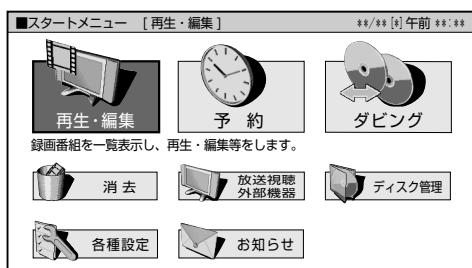 ■スタートメニュー [再生・編集] **/** [*] 午前 **:**
再生・編集 予 約 ダビング
録画番組を一覧表示し、再生・編集等をします。
消 去 放送視聴 ディスク管理
外部機器
各種設定 お知らせ